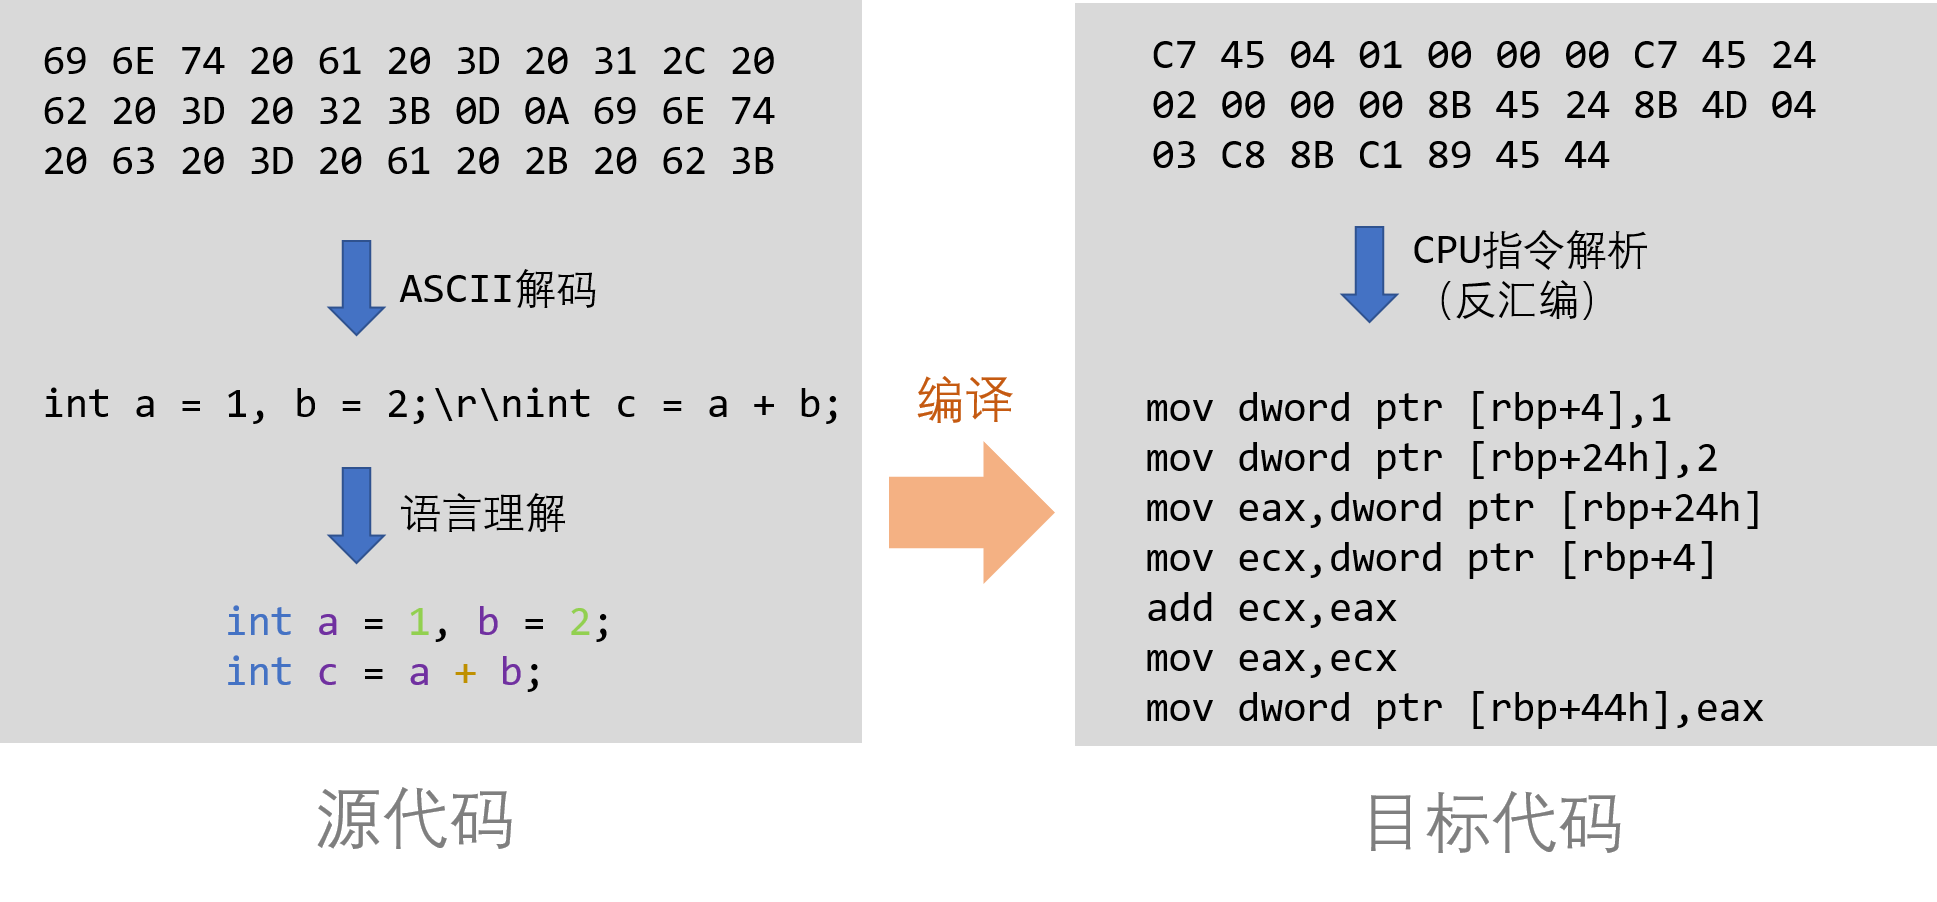 69 6E 74 20 61 20 3D 20 31 2C 20
62 20 3D 20 32 3B 0D 0A 69 6E 74
20 63 20 3D 20 61 20 2B 20 62 3B
ASCII解码
int a = 1, b = 2;\r\nint c = a + b;
语言理解
int a = 1, b = 2;
int c = a + b;
源代码
编译
C7 45 04 01 00 00 00 C7 45 24
02 00 00 00 8B 45 24 8B 4D 04
03 C8 8B C1 89 45 44
CPU指令解析
（反汇编）
mov dword ptr [rbp+4],1
mov dword ptr [rbp+24h],2
mov eax,dword ptr [rbp+24h]
mov ecx,dword ptr [rbp+4]
add ecx,eax
mov eax,ecx
mov dword ptr [rbp+44h],eax
目标代码